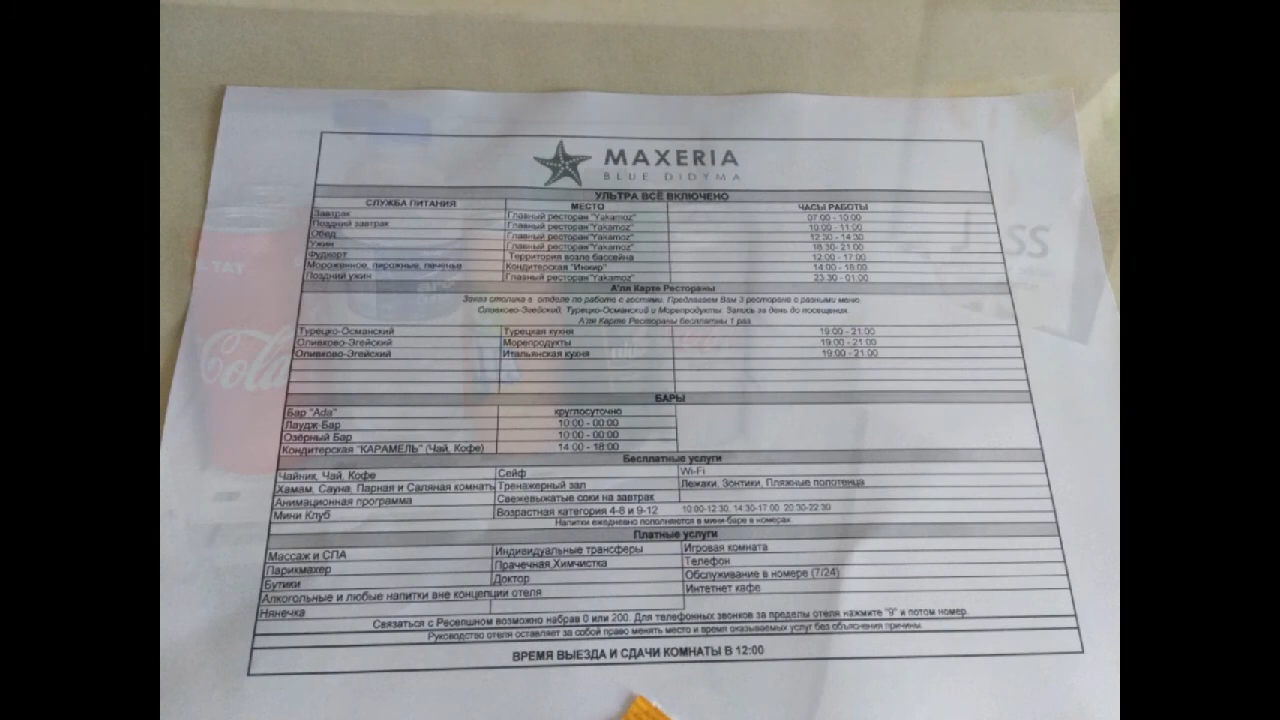 MAXERIA
BLUE DIDYMA
УЛЬТРА ВСЁ ВКЛЮЧЕНО
СЛУЖБА ПИТАНИЯ МЕСТО ЧАСЫ РАБОТЫ
Завтрак Главный ресторан "Yakamoz" 07:00 - 10:00
Поздний завтрак Главный ресторан "Yakamoz" 10:00 - 11:00
Обед Главный ресторан "Yakamoz" 12:30 - 14:30
Ужин Главный ресторан "Yakamoz" 18:30 - 21:00
Фудкорт Территория возле бассейна 12:00 - 17:00
Мороженное, пирожные, печенье Кондитерская "Инжир" 14:00 - 18:00
Поздний ужин Главный ресторан "Yakamoz" 23:30 - 01:00
А'ля Карте Рестораны
Заказ столика в отделе по работе с гостями. Предлагаем Вам 3 ресторана с разными меню.
Оливково-Эгейский, Турецко-Османский и Морепродукты. Запись за день до посещения.
А'ля Карте Рестораны бесплатны 1 раз.
Турецко-Османский Турецкая кухня 19:00 - 21:00
Оливково-Эгейский Морепродукты 19:00 - 21:00
Оливково-Эгейский Итальянская кухня 19:00 - 21:00
БАРЫ
Бар "Ada" круглосуточно
Лаудж-Бар 10:00 - 00:00
Озёрный Бар 10:00 - 00:00
Кондитерская "КАРАМЕЛЬ" (Чай, Кофе) 14:00 - 18:00
Бесплатные услуги
Чайник, Чай, Кофе Сейф Wi-Fi
Хамам, Сауна, Парная и Саляная комнать Тренажерный зал Лежаки, Зонтики, Пляжные полотенца
Анимационная программа Свежевыжатые соки на завтрак
Мини Клуб Возрастная категория 4-8 и 9-12 10:00-12:30, 14:30-17:00 20:30-22:30
Напитки ежедневно пополняются в мини-баре в номерах.
Платные услуги
Массаж и СПА Индивидуальные трансферы Игровая комната
Парикмахер Прачечная,Химчистка Телефон
Бутики Доктор Обслуживание в номере (7/24)
Алкогольные и любые напитки вне концепции отеля Интетнет кафе
Нянечка
Связаться с Ресепшном возможно набрав 0 или 200. Для телефонных звонков за пределы отеля нажмите "9" и потом номер.
Руководство отеля оставляет за собой право менять место и время оказываемых услуг без объяснения причины.
ВРЕМЯ ВЫЕЗДА И СДАЧИ КОМНАТЫ В 12:00